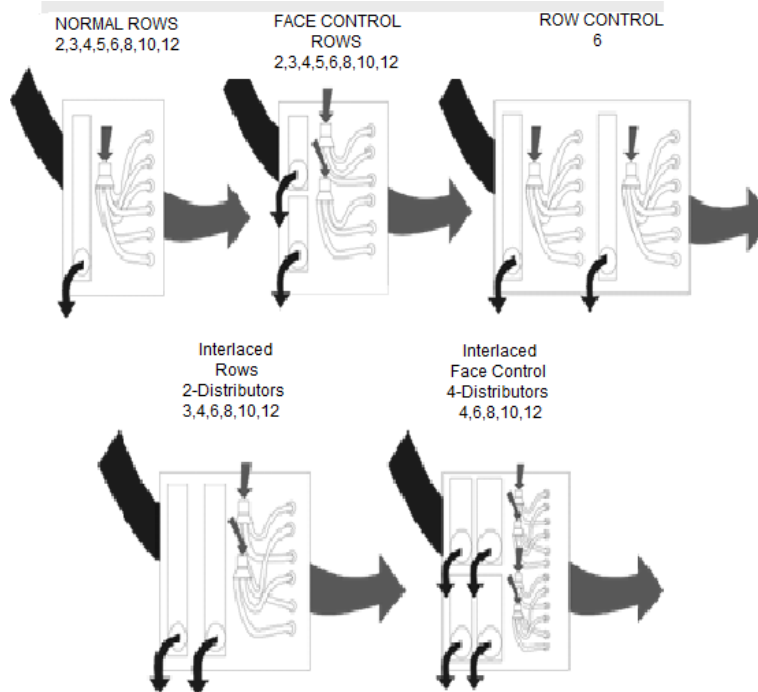 NORMAL ROWS
2,3,4,5,6,8,10,12
FACE CONTROL
ROWS
2,3,4,5,6,8,10,12
ROW CONTROL
6
Interlaced
Rows
2-Distributors
3,4,6,8,10,12
Interlaced
Face Control
4-Distributors
4,6,8,10,12